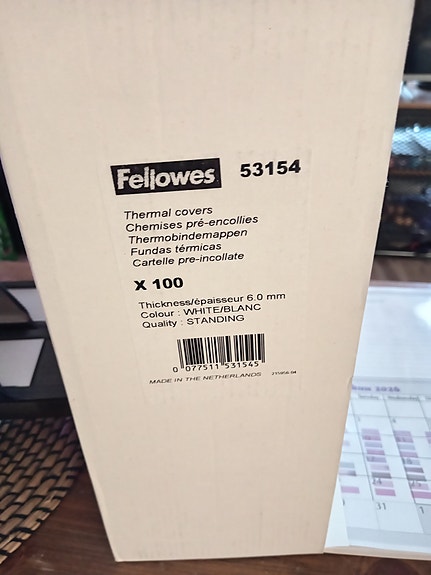 Fellowes 53154
Thermal covers
Chemises pré-encollies
Thermobindemappen
Fundas térmicas
Cartelle pre-incollate
X 100
Thickness/épaisseur 6.0 mm
Colour : WHITE/BLANC
Quality : STANDING
0 077511 531545
MADE IN THE NETHERLANDS